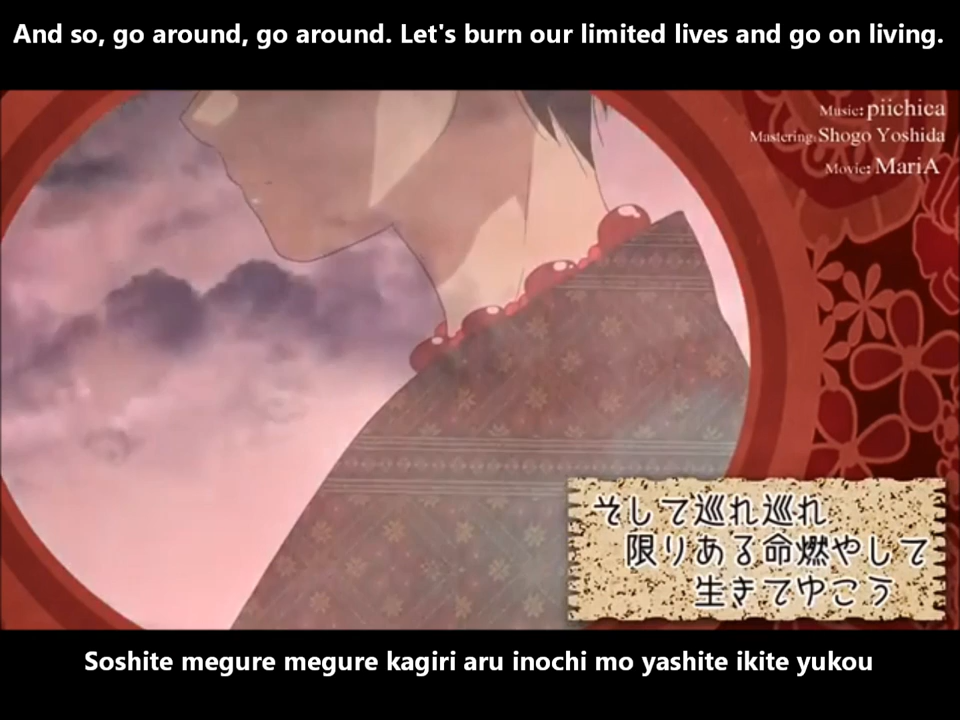 And so, go around, go around. Let's burn our limited lives and go on living.
Music: piichica
Mastering: Shogo Yoshida
Movie: MariA
そして巡れ巡れ
限りある命燃やして
生きてゆこう
Soshite megure megure kagiri aru inochi mo yashite ikite yukou